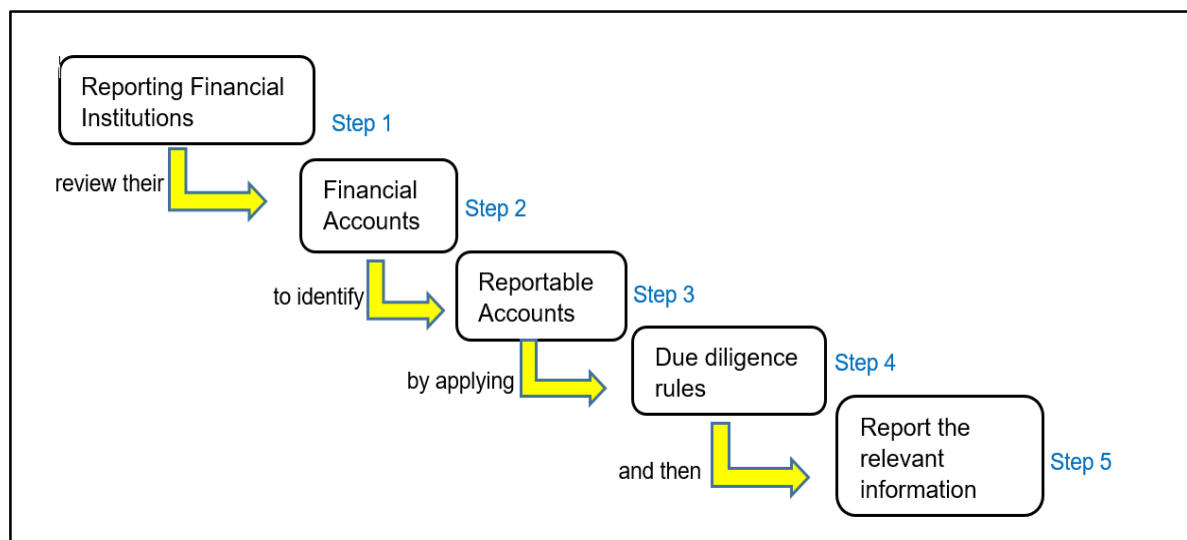 Reporting Financial
Institutions
Step 1
review their
Financial
Accounts
Step 2
to identify
Reportable
Accounts
Step 3
by applying
Due diligence
rules
Step 4
and then
Report the
relevant
information
Step 5